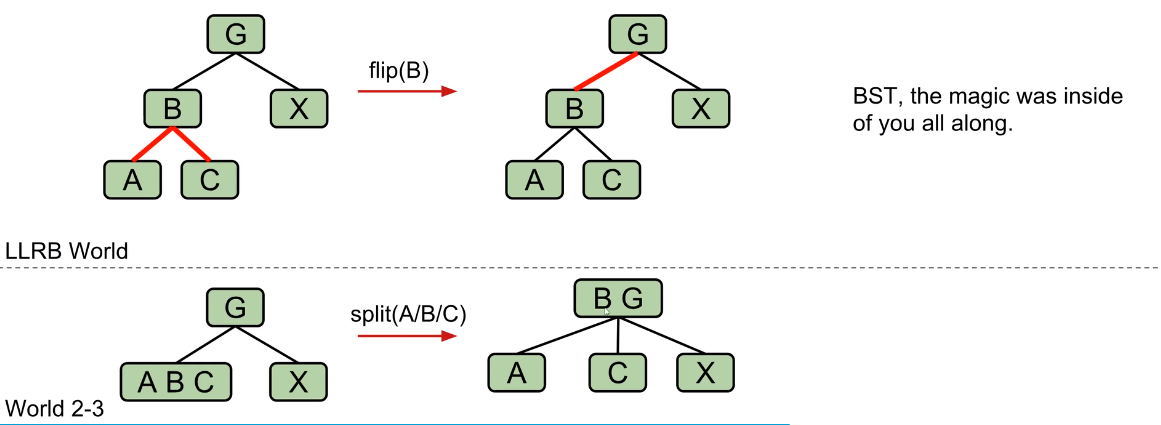 G
B
X
A
C
flip(B)
G
B
X
A
C
BST, the magic was inside
of you all along.
LLRB World
G
A B C
X
split(A/B/C)
B G
A
C
X
World 2-3